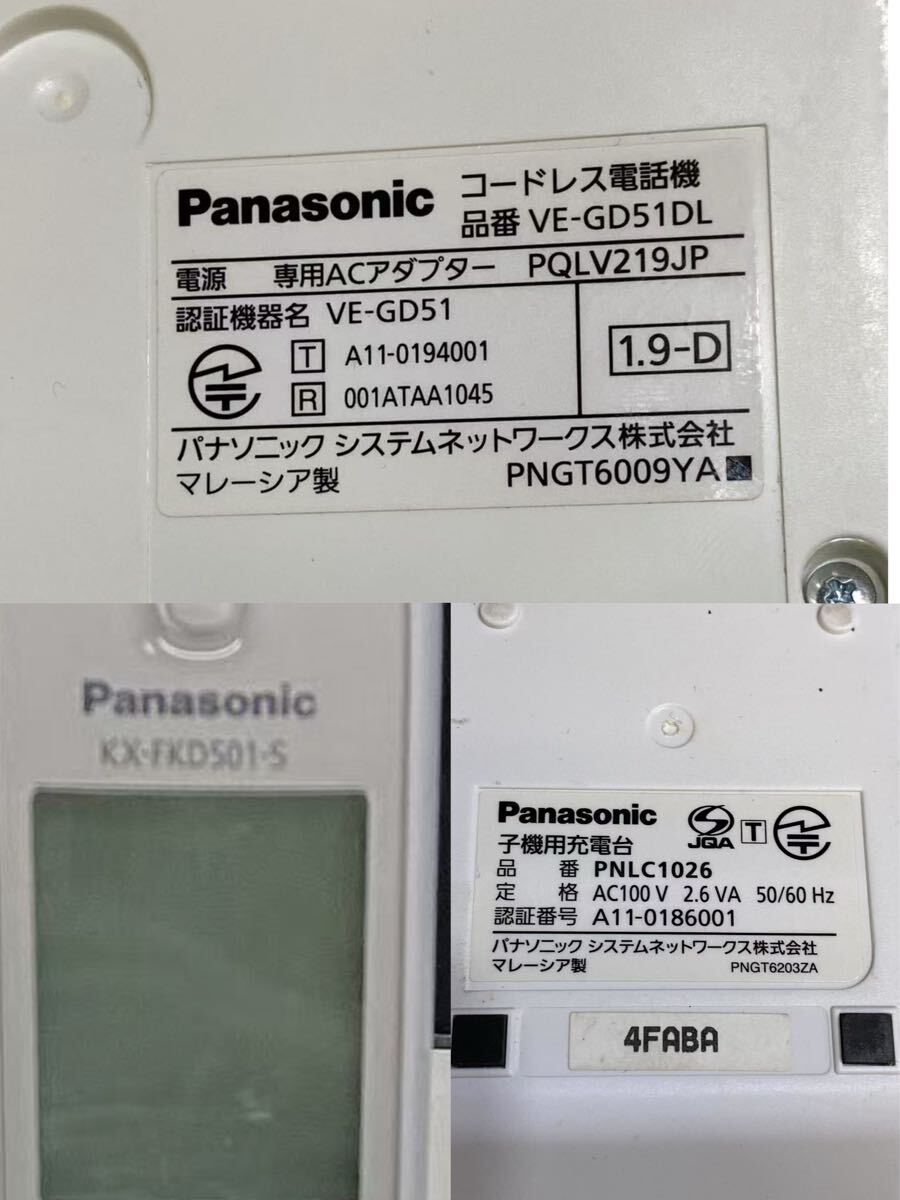 Panasonic コードレス電話機
品番 VE-GD51DL
電源 専用ACアダプター PQLV219JP
認証機器名 VE-GD51
T A11-0194001
R 001ATAA1045
1.9-D
パナソニック システムネットワークス株式会社
マレーシア製 PNGT6009YA■
Panasonic
KX-FKD501-S
Panasonic JQA T
子機用充電台
品番 PNLC1026
定格 AC100 V 2.6 VA 50/60 Hz
認証番号 A11-0186001
パナソニック システムネットワークス株式会社
マレーシア製 PNGT6203ZA
4FABA